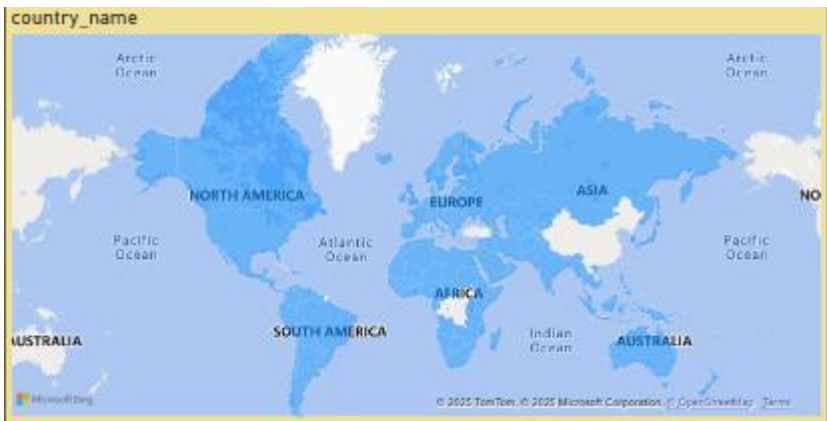 country_name
Arctic
Ocean
Arctic
Ocean
NORTH AMERICA
EUROPE
ASIA
NO
Pacific
Ocean
Atlantic
Ocean
Pacific
Ocean
AFRICA
AUSTRALIA
SOUTH AMERICA
Indian
Ocean
AUSTRALIA
Microsoft Bing
© 2025 TomTom, © 2025 Microsoft Corporation, © OpenStreetMap Terms